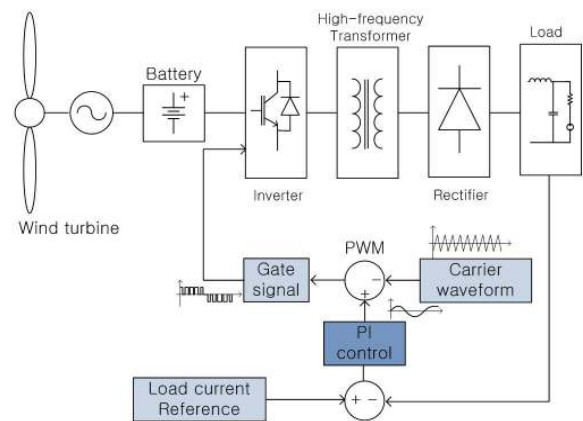 High-frequency
Transformer
Load
Battery
+
Inverter
Rectifier
Wind turbine
PWM
Gate
signal
−
+
Carrier
waveform
PI
control
Load current
Reference
+ −